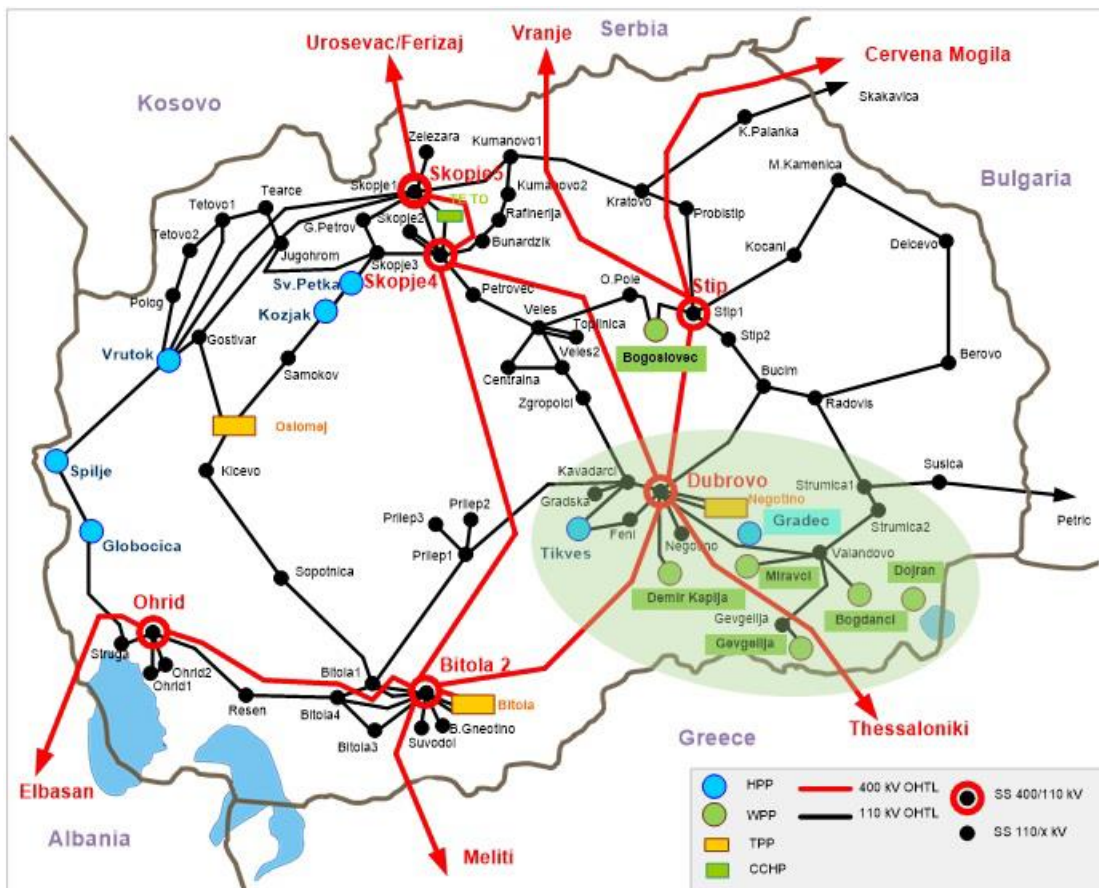 Serbia
Urosevac/Ferizaj
Vranje
Cervena Mogila
Skakavica
Kosovo
K.Palanka
Zelezara
Kumanovo1
M.Kamenica
Bulgaria
Skopje1
Skopje5
Tearce
Kumanovo2
Kratovo
Tetovo1
TE TO
Skopje2
Rafinerija
Probistip
G.Petrov
Tetovo2
Bunardzik
Kocani
Delcevo
Jugohrom
Skopje3
Skopje4
Sv.Petka
Petrovec
O.Pole
Stip
Polog
Kozjak
Veles
Stip1
Toplinica
Gostivar
Stip2
Vrutok
Veles2
Bogoslovec
Samokov
Centralna
Bucim
Berovo
Zgropolci
Radovis
Oslomej
Spilje
Kicevo
Kavadarci
Dubrovo
Susica
Strumica1
Gradska
Negotino
Prilep2
Petric
Prilep3
Gradec
Strumica2
Globocica
Tikves
Feni
Negotino
Prilep1
Valandovo
Miravci
Dojran
Sopotnica
Demir Kapija
Bogdanci
Ohrid
Gevgelija
Gevgelija
Struga
Ohrid2
Ohrid1
Bitola1
Bitola 2
Resen
Bitola4
Bitola
B.Gneotino
Suvodol
Bitola3
Thessaloniki
Greece
Elbasan
Albania
Meliti
HPP
400 kV OHTL
SS 400/110 kV
WPP
110 kV OHTL
SS 110/x kV
TPP
CCHP